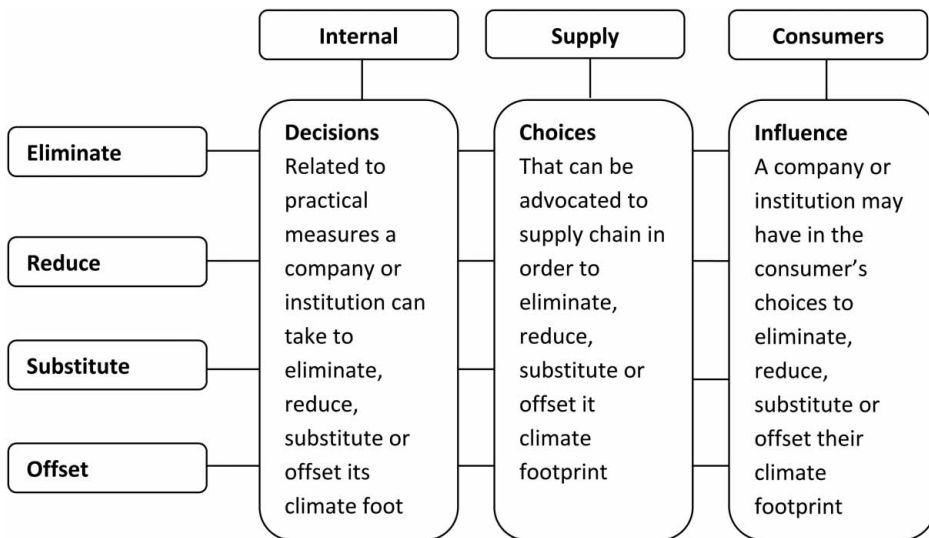 Internal
Supply
Consumers
Eliminate
Reduce
Substitute
Offset
Decisions
Related to
practical
measures a
company or
institution can
take to
eliminate,
reduce,
substitute or
offset its
climate foot
Choices
That can be
advocated to
supply chain in
order to
eliminate,
reduce,
substitute or
offset it
climate
footprint
Influence
A company or
institution may
have in the
consumer’s
choices to
eliminate,
reduce,
substitute or
offset their
climate
footprint